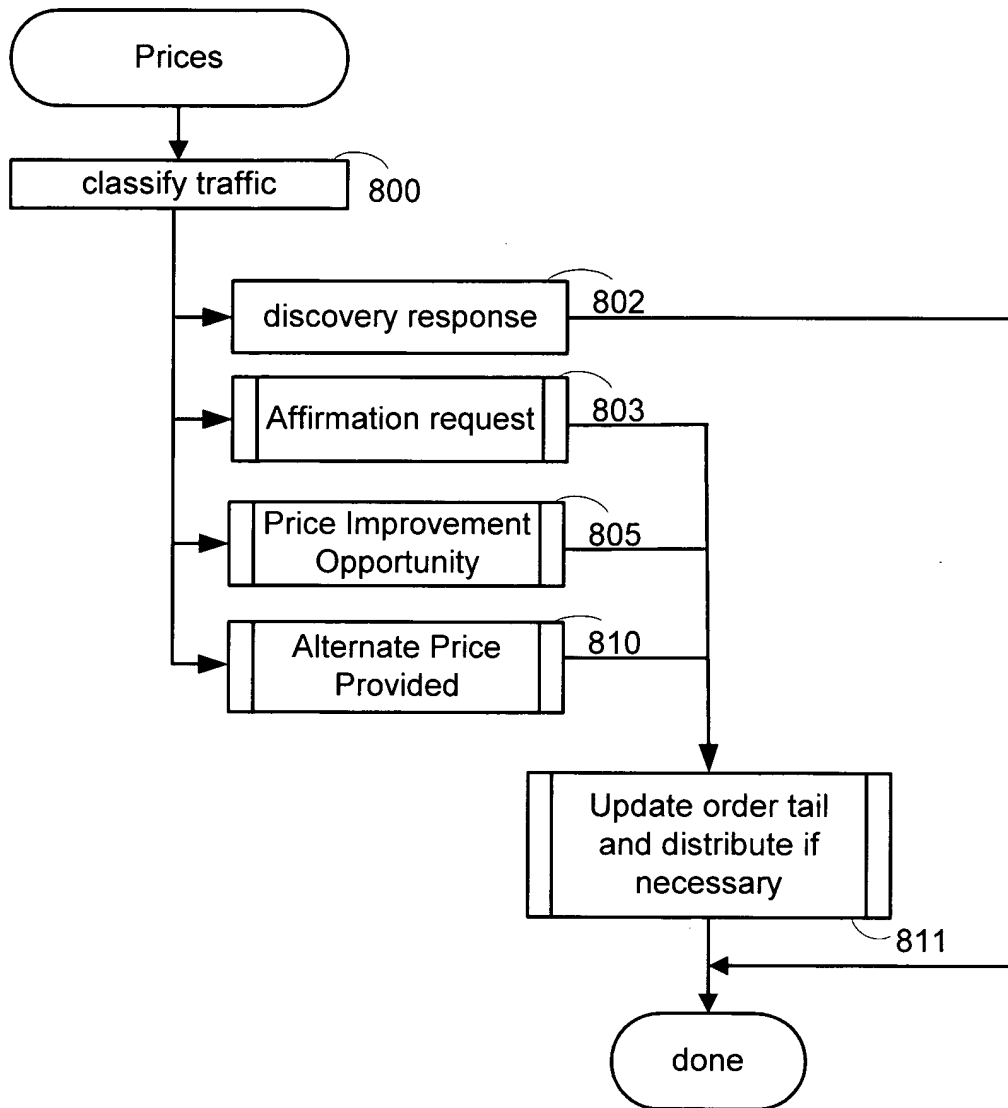 Prices
classify traffic
800
discovery response
802
Affirmation request
803
Price Improvement
Opportunity
805
Alternate Price
Provided
810
Update order tail
and distribute if
necessary
811
done